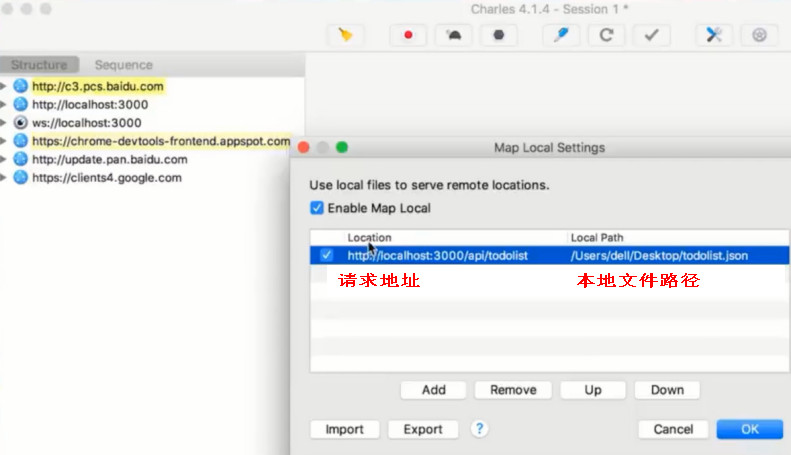 Charles 4.1.4 - Session 1 *
Structure Sequence
http://c3.pcs.baidu.com
http://localhost:3000
ws://localhost:3000
https://chrome-devtools-frontend.appspot.com
http://update.pan.baidu.com
https://clients4.google.com
Map Local Settings
Use local files to serve remote locations.
Enable Map Local
Location Local Path
http://localhost:3000/api/todolist /Users/dell/Desktop/todolist.json
请求地址 本地文件路径
Add Remove Up Down
Import Export ? Cancel OK